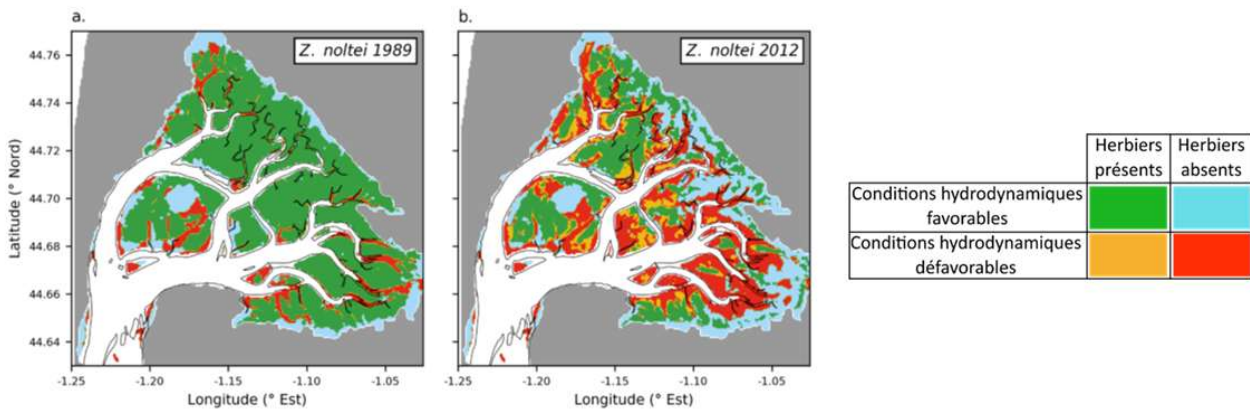 a.
b.
Z. noltei 1989
Z. noltei 2012
44.76
44.74
44.72
44.70
44.68
44.66
44.64
Latitude (° Nord)
-1.25
-1.20
-1.15
-1.10
-1.05
-1.25
-1.20
-1.15
-1.10
-1.05
Longitude (° Est)
Longitude (° Est)
Herbiers
présents
Herbiers
absents
Conditions hydrodynamiques
favorables
Conditions hydrodynamiques
défavorables